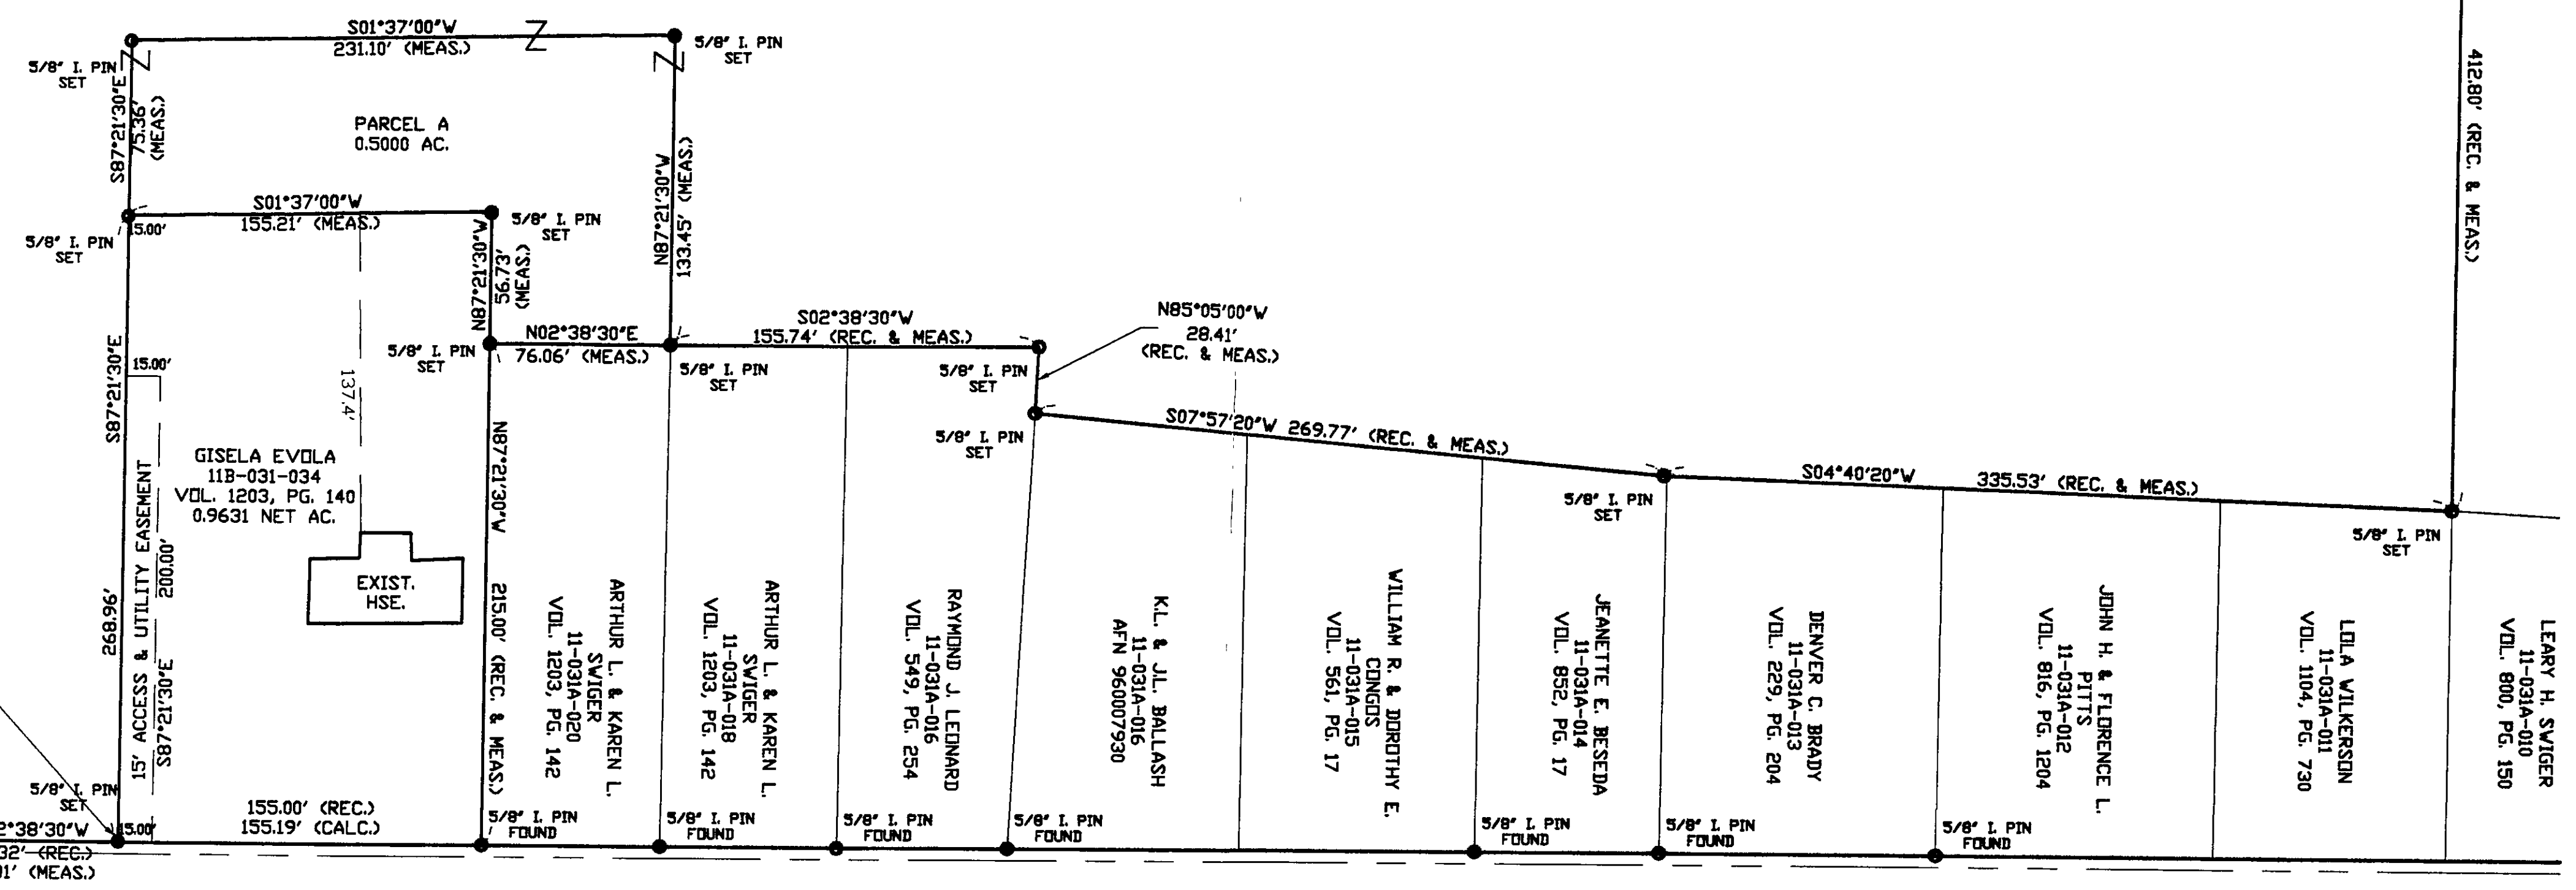 S01°37'00"W
231.10' (MEAS.)
5/8" I. PIN
SET
5/8" I. PIN
SET
S87°21'30"E
75.36'
(MEAS.)
PARCEL A
0.5000 AC.
N87°21'30"W
133.45' (MEAS.)
412.80' (REC. & MEAS.)
S01°37'00"W
155.21' (MEAS.)
15.00'
5/8" I. PIN
SET
5/8" I. PIN
SET
N87°21'30"W
56.73'
(MEAS.)
N02°38'30"E
76.06' (MEAS.)
5/8" I. PIN
SET
S02°38'30"W
155.74' (REC. & MEAS.)
5/8" I. PIN
SET
5/8" I. PIN
SET
N85°05'00"W
28.41'
(REC. & MEAS.)
5/8" I. PIN
SET
S07°57'20"W 269.77' (REC. & MEAS.)
5/8" I. PIN
SET
S04°40'20"W 335.53' (REC. & MEAS.)
5/8" I. PIN
SET
S87°21'30"E
268.96'
15.00'
137.4'
GISELA EVOLA
11B-031-034
VOL. 1203, PG. 140
0.9631 NET AC.
15' ACCESS & UTILITY EASEMENT
S87°21'30"E 200.00'
EXIST.
HSE.
N87°21'30"W 215.00' (REC. & MEAS.)
ARTHUR L. & KAREN L.
SWIGER
11-031A-020
VOL. 1203, PG. 142
ARTHUR L. & KAREN L.
SWIGER
11-031A-018
VOL. 1203, PG. 142
RAYMOND J. LEONARD
11-031A-016
VOL. 549, PG. 254
K.L. & J.L. BALLASH
11-031A-016
AFN 960007930
WILLIAM R. & DOROTHY E.
CONGOS
11-031A-015
VOL. 561, PG. 17
JEANETTE E. BESEDA
11-031A-014
VOL. 852, PG. 17
DENVER C. BRADY
11-031A-013
VOL. 229, PG. 204
JOHN H. & FLORENCE L.
PITTS
11-031A-012
VOL. 816, PG. 1204
LOLA WILKERSON
11-031A-011
VOL. 1104, PG. 730
LEARY H. SWIGER
11-031A-010
VOL. 800, PG. 150
5/8" I. PIN
SET
2°38'30"W
32' (REC.)
1' (MEAS.)
15.00'
155.00' (REC.)
155.19' (CALC.)
5/8" I. PIN
FOUND
5/8" I. PIN
FOUND
5/8" I. PIN
FOUND
5/8" I. PIN
FOUND
5/8" I. PIN
FOUND
5/8" I. PIN
FOUND
5/8" I. PIN
FOUND